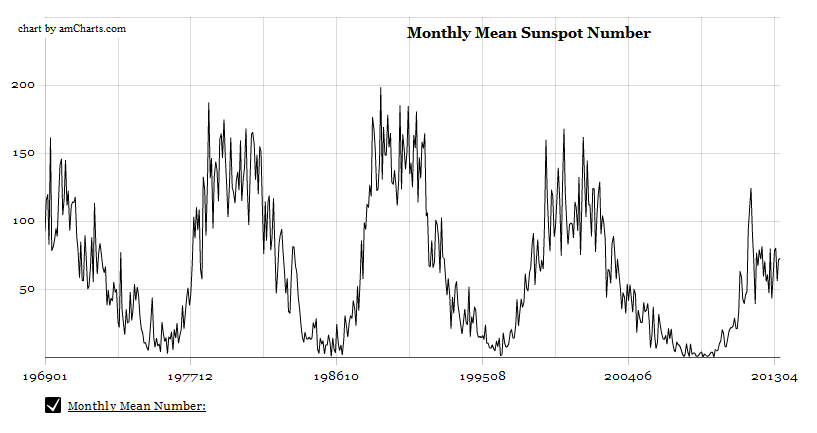 chart by amCharts.com
Monthly Mean Sunspot Number
200
150
100
50
196901 197712 198610 199508 200406 201304
Monthly Mean Number: